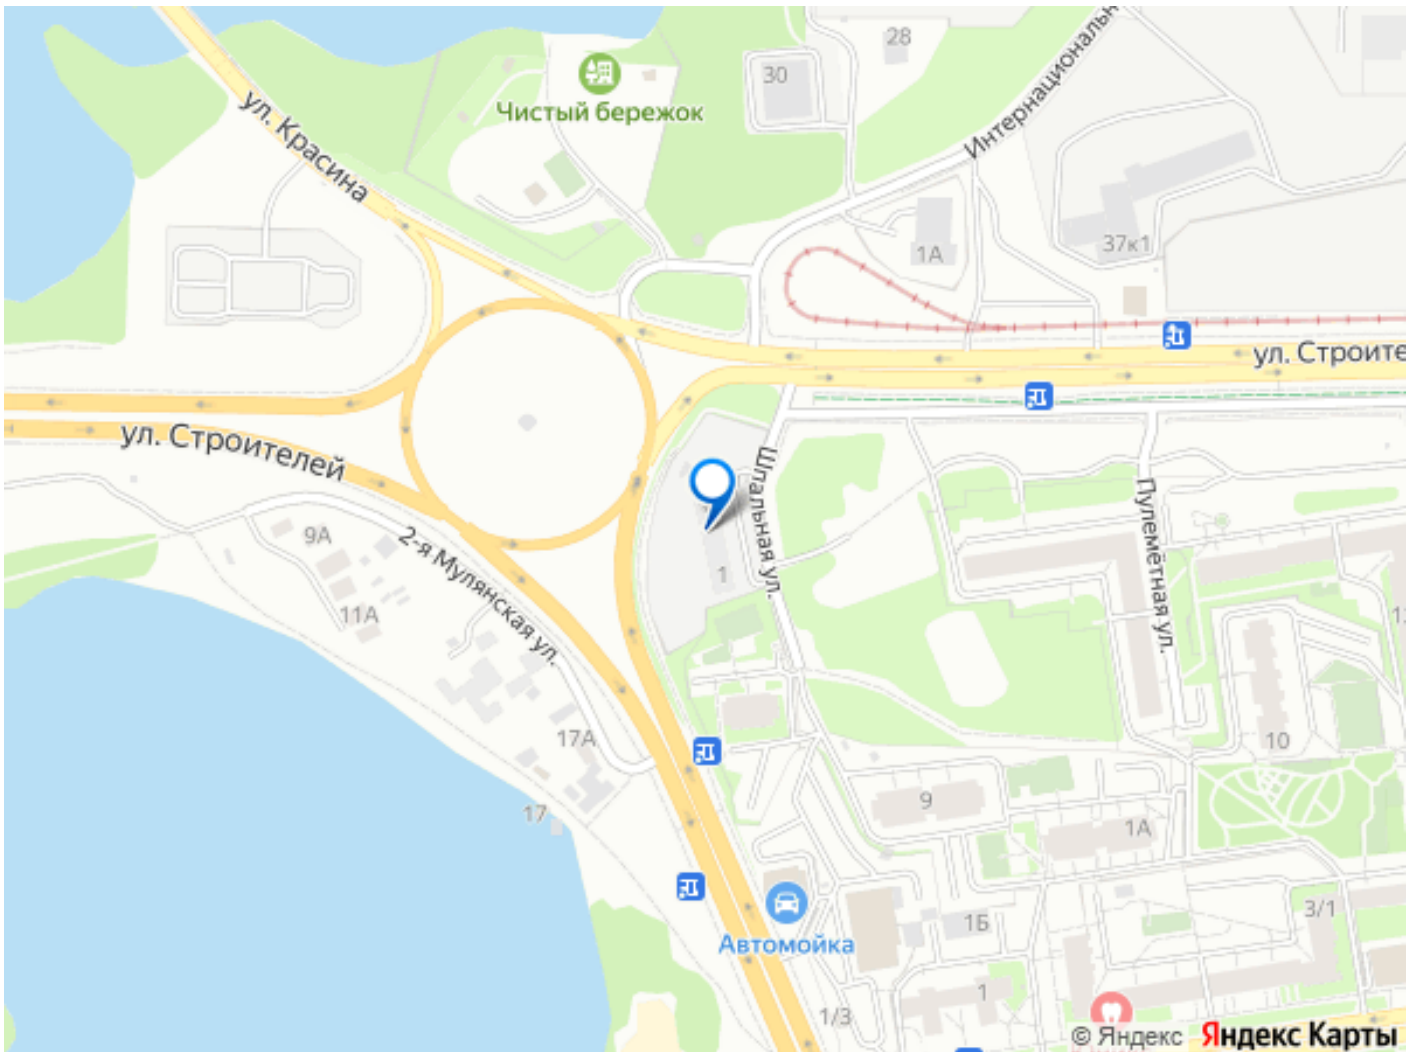 28
30
Интернациональн
Чистый бережок
ул. Красина
37к1
1А
ул. Строите
ул. Строителей
Шпальная ул.
Пулемётная ул.
9А
2-я Мулянская ул.
1
11А
17А
10
9
17
1А
3/1
1Б
Автомойка
1
1/3
© Яндекс
Яндекс Карты